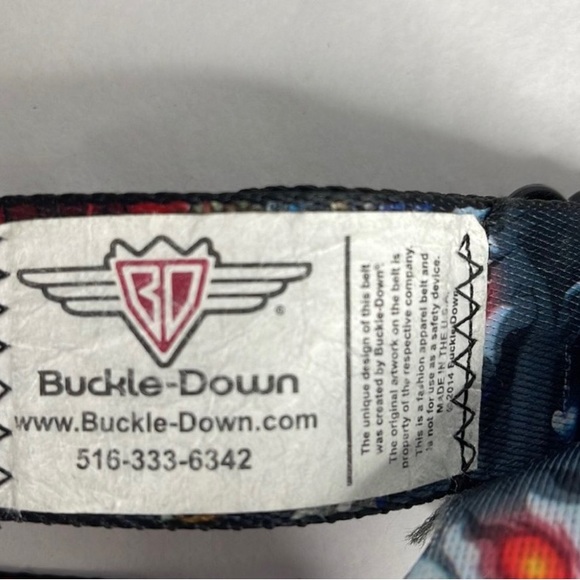 BD
®
Buckle-Down
www.Buckle-Down.com
516-333-6342
The unique design of this belt
was created by Buckle-Down®
The original artwork on the belt is
property of the respective company.
This is a fashion apparel belt and
is not for use as a safety device.
MADE IN THE U.S.A.
© 2014 Buckle-Down